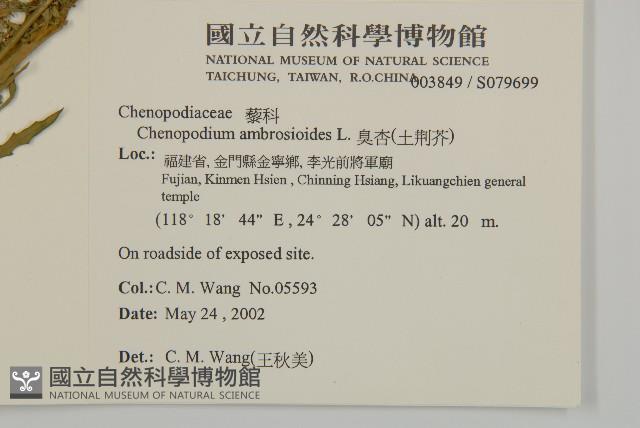 國立自然科學博物館
NATIONAL MUSEUM OF NATURAL SCIENCE
TAICHUNG, TAIWAN, R.O.CHINA 003849 / S079699
Chenopodiaceae 藜科
Chenopodium ambrosioides L. 臭杏(土荆芥)
Loc.: 福建省, 金門縣金寧鄉, 李光前將軍廟
Fujian, Kinmen Hsien , Chinning Hsiang, Likuangchien general
temple
(118° 18' 44" E , 24° 28' 05" N) alt. 20 m.
On roadside of exposed site.
Col.: C. M. Wang No.05593
Date: May 24 , 2002
Det.: C. M. Wang(王秋美)
國立自然科學博物館
NATIONAL MUSEUM OF NATURAL SCIENCE